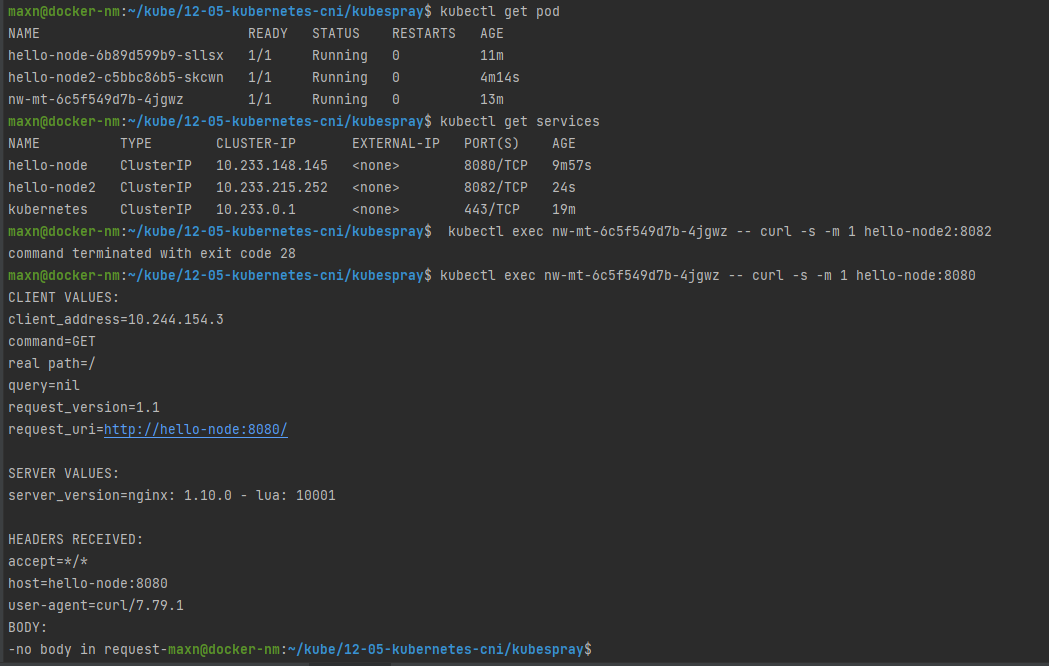 maxn@docker-nm:~/kube/12-05-kubernetes-cni/kubespray$ kubectl get pod
NAME                          READY   STATUS    RESTARTS   AGE
hello-node-6b89d599b9-sllsx   1/1     Running   0          11m
hello-node2-c5bbc86b5-skcwn   1/1     Running   0          4m14s
nw-mt-6c5f549d7b-4jgwz        1/1     Running   0          13m
maxn@docker-nm:~/kube/12-05-kubernetes-cni/kubespray$ kubectl get services
NAME          TYPE        CLUSTER-IP       EXTERNAL-IP   PORT(S)    AGE
hello-node    ClusterIP   10.233.148.145   <none>        8080/TCP   9m57s
hello-node2   ClusterIP   10.233.215.252   <none>        8082/TCP   24s
kubernetes    ClusterIP   10.233.0.1       <none>        443/TCP    19m
maxn@docker-nm:~/kube/12-05-kubernetes-cni/kubespray$  kubectl exec nw-mt-6c5f549d7b-4jgwz -- curl -s -m 1 hello-node2:8082
command terminated with exit code 28
maxn@docker-nm:~/kube/12-05-kubernetes-cni/kubespray$ kubectl exec nw-mt-6c5f549d7b-4jgwz -- curl -s -m 1 hello-node:8080
CLIENT VALUES:
client_address=10.244.154.3
command=GET
real path=/
query=nil
request_version=1.1
request_uri=http://hello-node:8080/

SERVER VALUES:
server_version=nginx: 1.10.0 - lua: 10001

HEADERS RECEIVED:
accept=*/*
host=hello-node:8080
user-agent=curl/7.79.1
BODY:
-no body in request-maxn@docker-nm:~/kube/12-05-kubernetes-cni/kubespray$